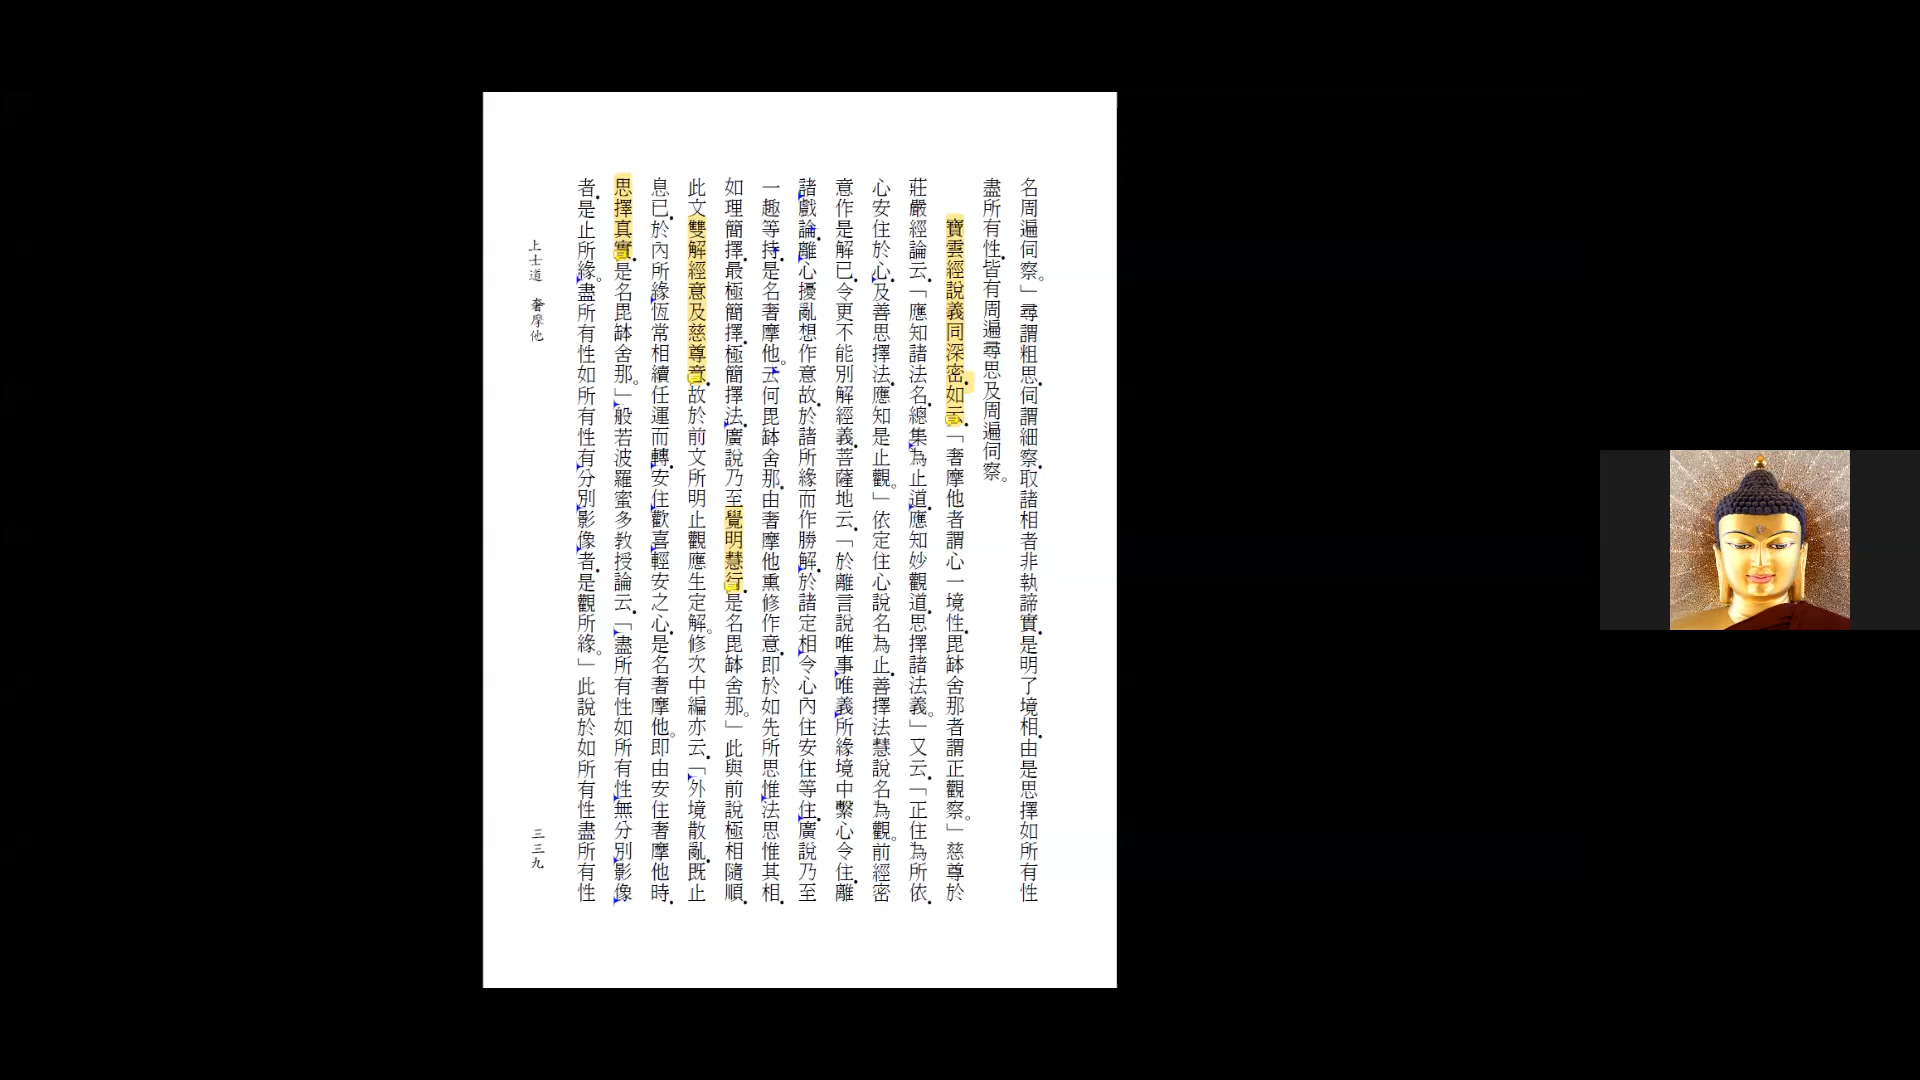 名周遍伺察。」尋謂粗思，伺謂細察，取諸相者非執諦實，是明了境相，由是思擇如所有性
盡所有性，皆有周遍尋思及周遍伺察。
寶雲經說義同深密，如云，「奢摩他者謂心一境性，毘缽舍那者謂正觀察。」慈尊於
莊嚴經論云，「應知諸法名，總集為止道，應知妙觀道，思擇諸法義。」又云，「正住為所依，
心安住於心，及善思擇法，應知是止觀。」依定住心說名為止，善擇法慧說名為觀。前經密
意作是解已，令更不能別解經義，菩薩地云，「於離言說唯事唯義所緣境中繫心令住，離
諸戲論，離心擾亂想作意故，於諸所緣而作勝解，於諸定相令心內住安住等住，廣說乃至
一趣等持，是名奢摩他。云何毘缽舍那，由奢摩他熏修作意，即於如先所思惟法思惟其相，
如理簡擇，最極簡擇，極簡擇法，廣說乃至覺明慧行，是名毘缽舍那。」此與前說極相隨順，
此文雙解經意及慈尊意，故於前文所明止觀應生定解。修次中編亦云，「外境散亂，既止
息已，於內所緣恆常相續任運而轉，安住歡喜輕安之心，是名奢摩他。即由安住奢摩他時，
思擇真實，是名毘缽舍那。」般若波羅蜜多教授論云，「盡所有性如所有性無分別影像
者，是止所緣。盡所有性如所有性有分別影像者，是觀所緣。」此說於如所有性盡所有性
上士道　奢摩他
三三九